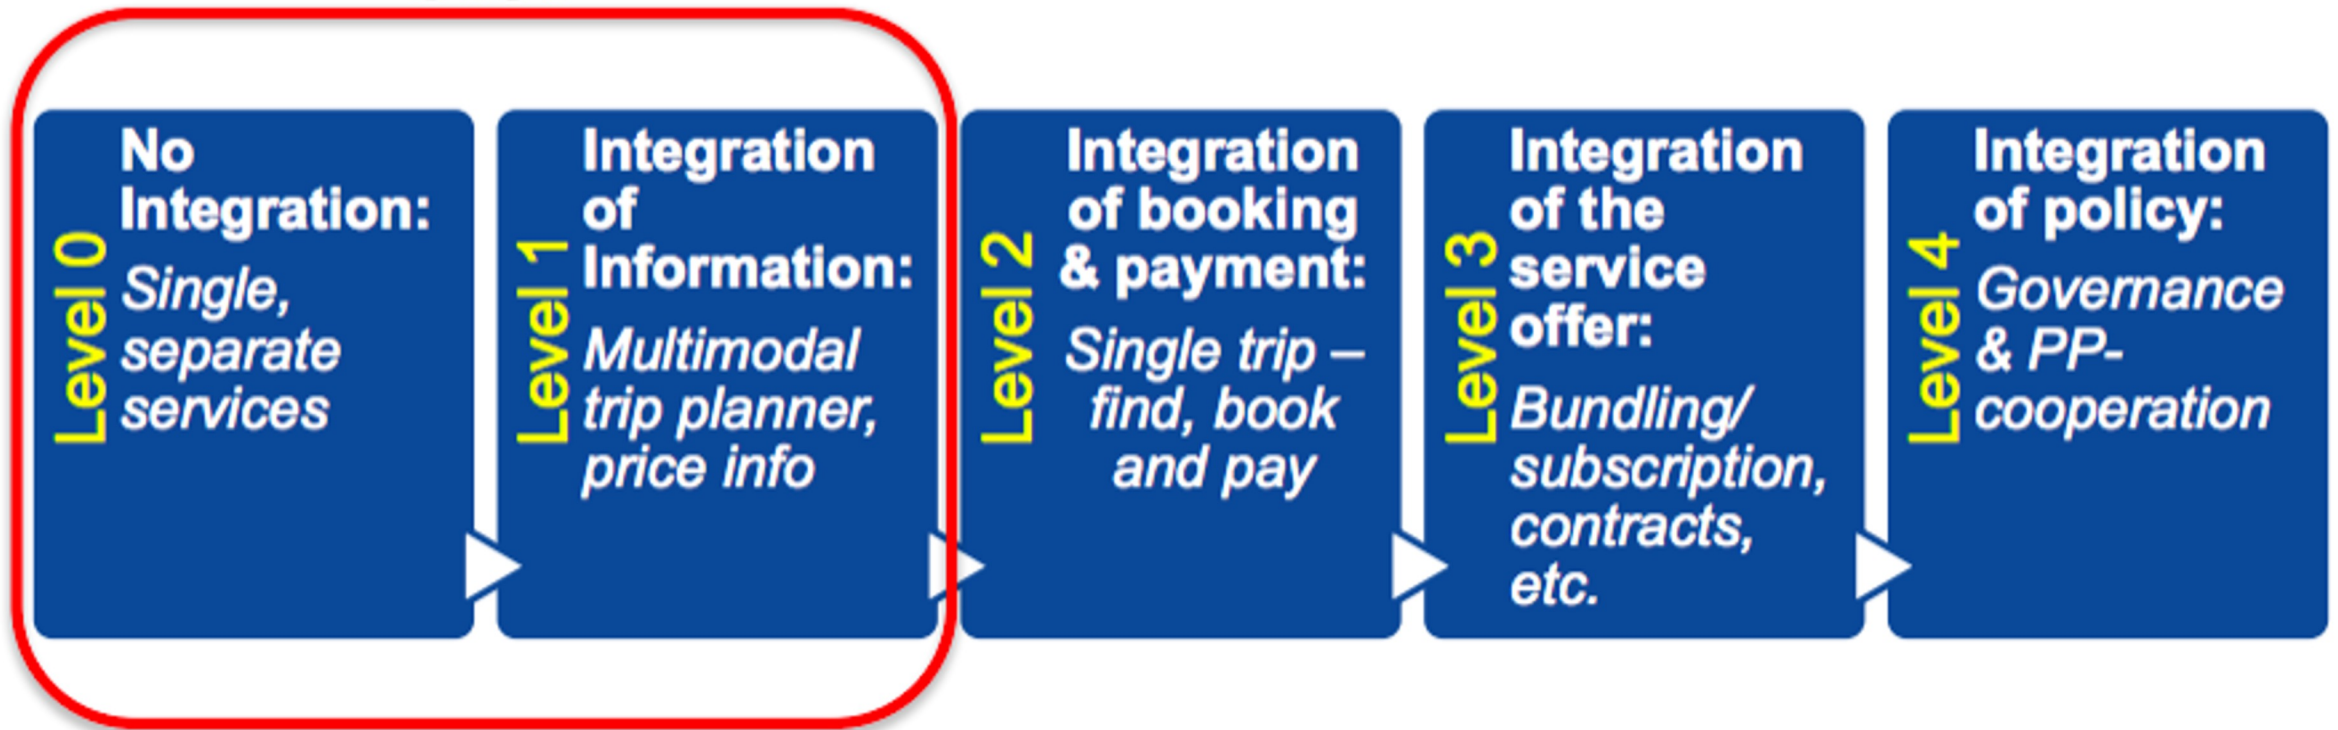 Level 0
No
Integration:
Single,
separate
services
Level 1
Integration
of
Information:
Multimodal
trip planner,
price info
Level 2
Integration
of booking
& payment:
Single trip –
find, book
and pay
Level 3
Integration
of the
service
offer:
Bundling/
subscription,
contracts,
etc.
Level 4
Integration
of policy:
Governance
& PP-
cooperation